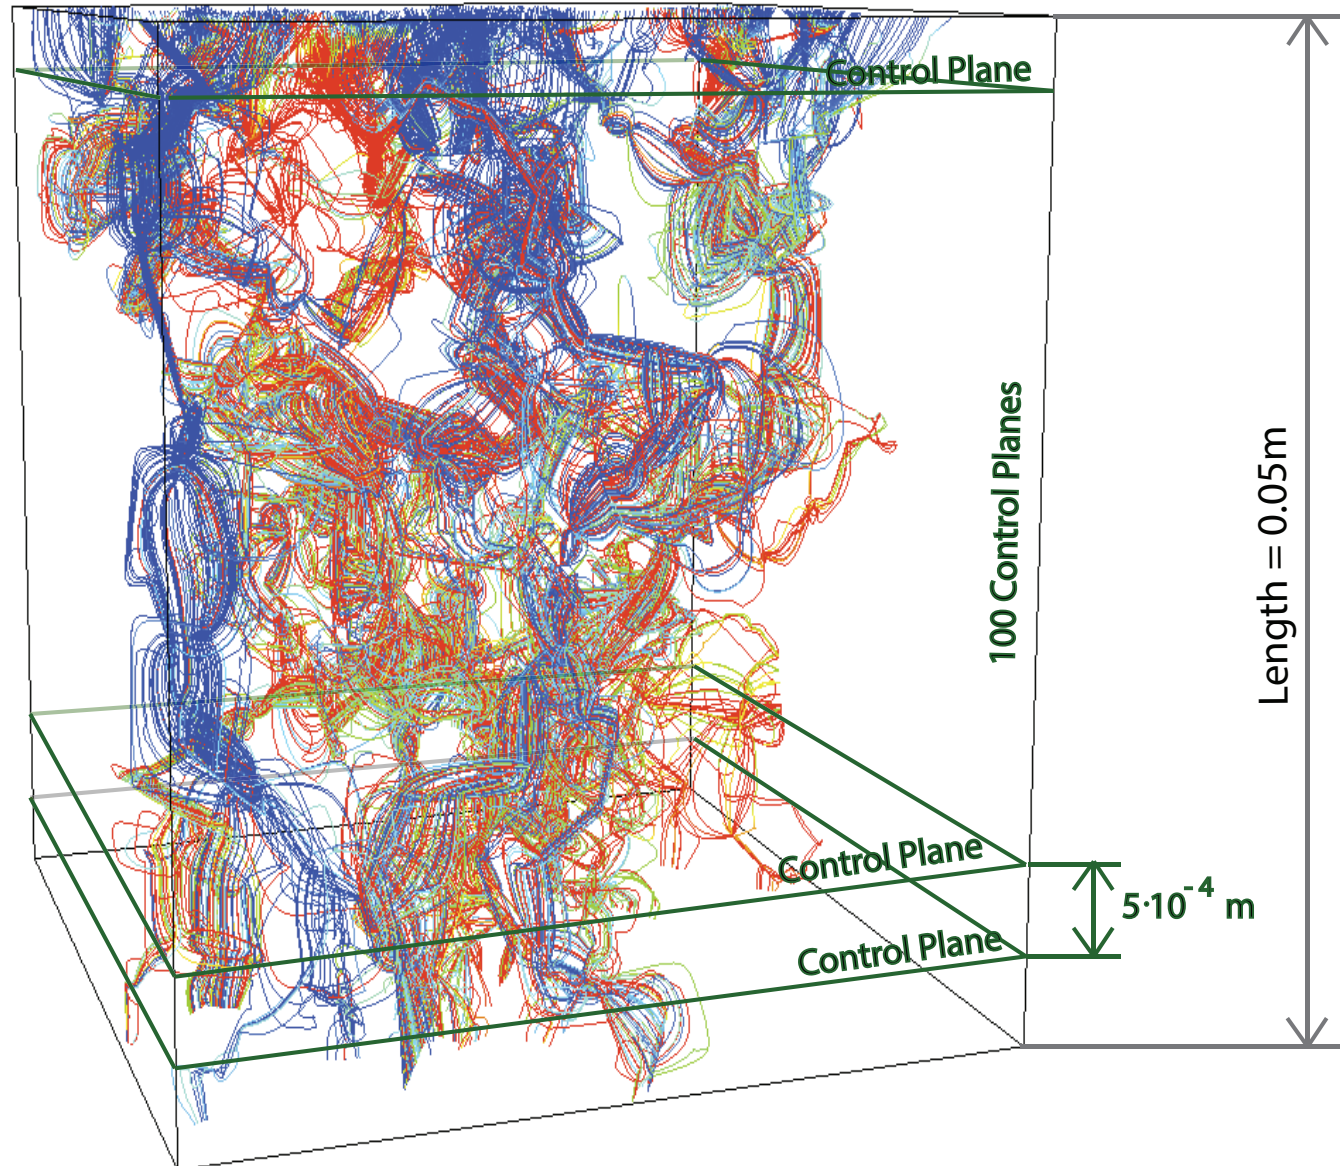 Control Plane
100 Control Planes
Length = 0.05m
Control Plane
5·10⁻⁴ m
Control Plane